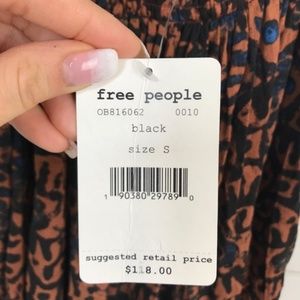 free people
OB816062 0010
black
size S
1 90380 29789 0
suggested retail price
$118.00